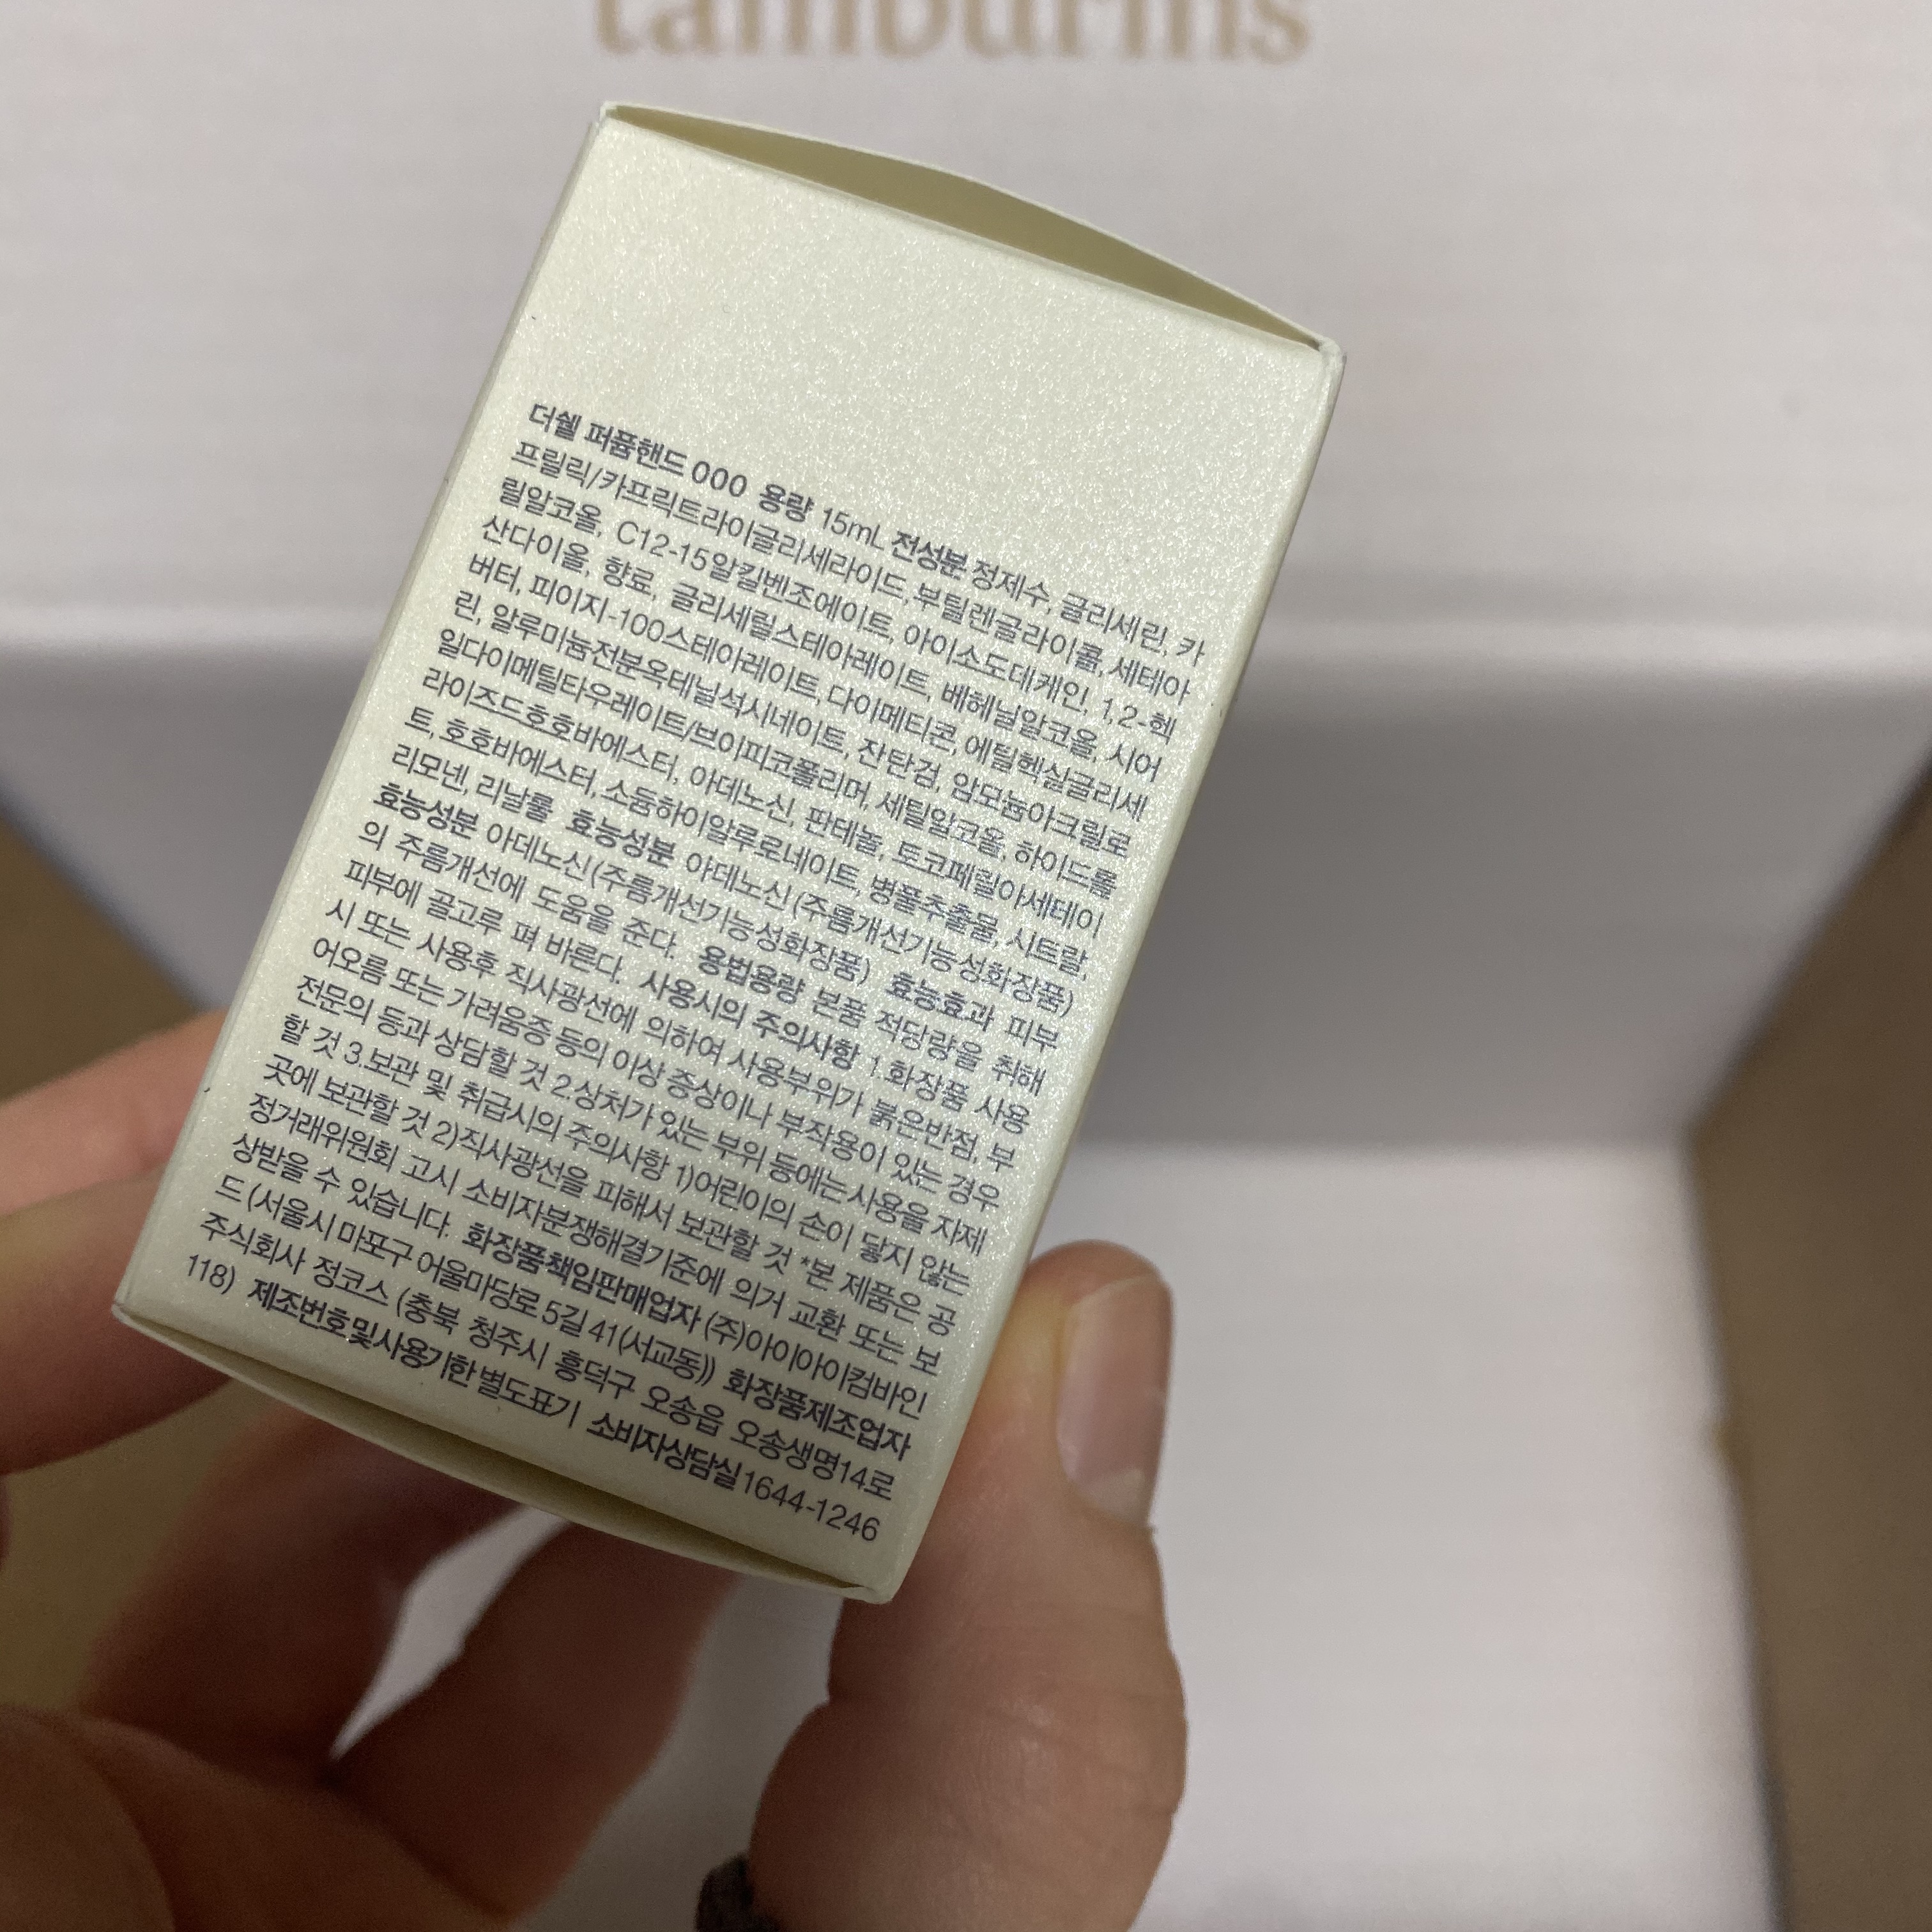 tamburins
더쉘 퍼퓸핸드 000 용량 15mL 전성분 정제수, 글리세린, 카
프릴릭/카프릭트라이글리세라이드, 부틸렌글라이콜, 세테아
릴알코올, C12-15알킬벤조에이트, 아이소도데케인, 1,2-헥
산다이올, 향료, 글리세릴스테아레이트, 베헤닐알코올, 시어
버터, 피이지-100스테아레이트, 다이메티콘, 에틸헥실글리세
린, 알루미늄전분옥테닐석시네이트, 잔탄검, 암모늄아크릴로
일다이메틸타우레이트/브이피코폴리머, 세틸알코올, 하이드롤
라이즈드호호바에스터, 아데노신, 판테놀, 토코페릴아세테이
트, 호호바에스터, 소듐하이알루로네이트, 병풀추출물, 시트랄,
리모넨, 리날룰 효능성분 아데노신(주름개선기능성화장품)
효능성분 아데노신(주름개선기능성화장품) 효능효과 피부
의 주름개선에 도움을 준다. 용법용량 본품 적당량을 취해
피부에 골고루 펴 바른다. 사용시의 주의사항 1.화장품 사용
시 또는 사용후 직사광선에 의하여 사용부위가 붉은반점, 부
어오름 또는 가려움증 등의 이상 증상이나 부작용이 있는 경우
전문의 등과 상담할 것 2.상처가 있는 부위 등에는 사용을 자제
할 것 3.보관 및 취급시의 주의사항 1)어린이의 손이 닿지 않는
곳에 보관할 것 2)직사광선을 피해서 보관할 것 *본 제품은 공
정거래위원회 고시 소비자분쟁해결기준에 의거 교환 또는 보
상받을 수 있습니다. 화장품책임판매업자 (주)아이아이컴바인
드 (서울시 마포구 어울마당로5길 41(서교동)) 화장품제조업자
주식회사 정코스 (충북 청주시 흥덕구 오송읍 오송생명14로
118) 제조번호및사용기한 별도표기 소비자상담실 1644-1246